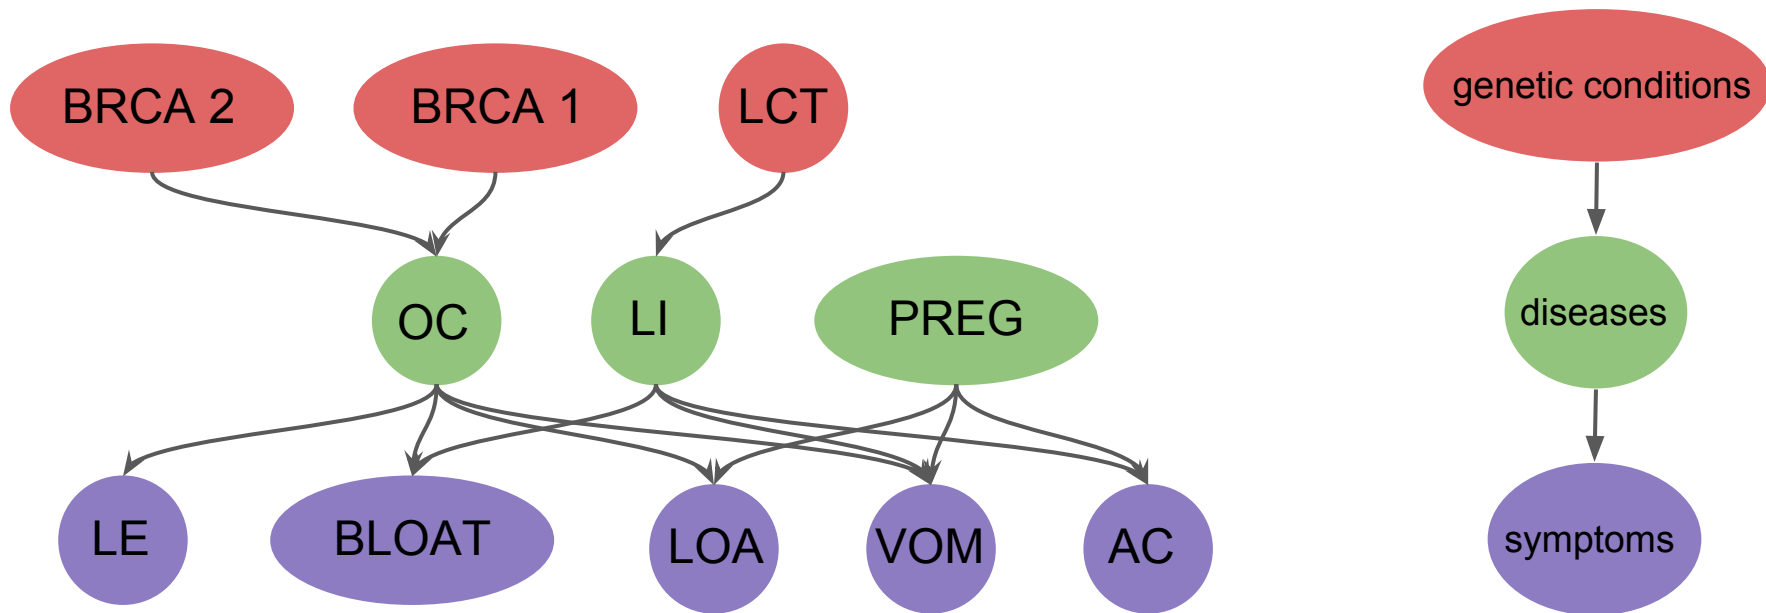 BRCA 2
BRCA 1
LCT
genetic conditions
OC
LI
PREG
diseases
LE
BLOAT
LOA
VOM
AC
symptoms